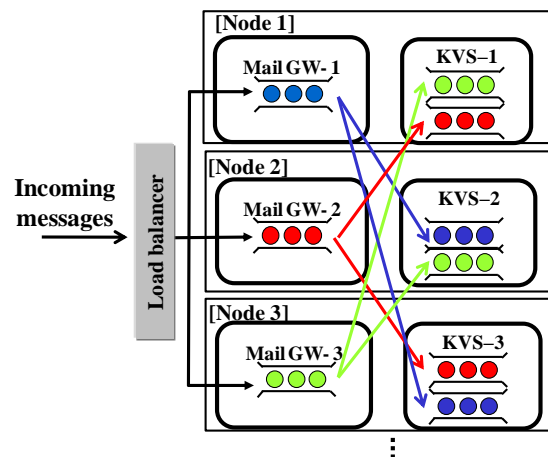 [Node 1]
Mail GW- 1
KVS–1
Incoming
messages
Load balancer
[Node 2]
Mail GW- 2
KVS–2
[Node 3]
Mail GW- 3
KVS–3